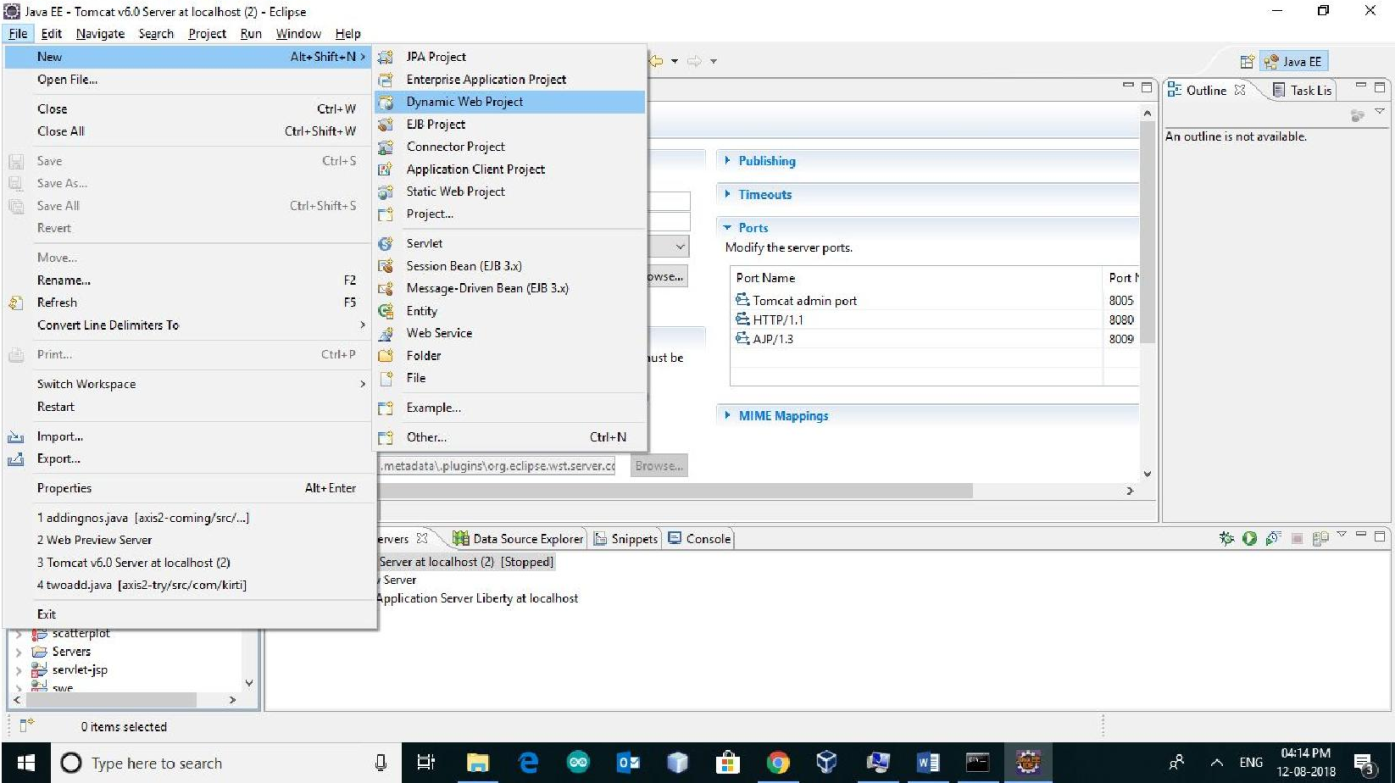 Java EE - Tomcat v6.0 Server at localhost (2) - Eclipse
File Edit Navigate Search Project Run Window Help
New Alt+Shift+N >
Open File...
Close Ctrl+W
Close All Ctrl+Shift+W
Save Ctrl+S
Save As...
Save All Ctrl+Shift+S
Revert
Move...
Rename... F2
Refresh F5
Convert Line Delimiters To >
Print... Ctrl+P
Switch Workspace >
Restart
Import...
Export...
Properties Alt+Enter
1 addingnos.java [axis2-coming/src/...]
2 Web Preview Server
3 Tomcat v6.0 Server at localhost (2)
4 twoadd.java [axis2-try/src/com/kirti]
Exit
JPA Project
Enterprise Application Project
Dynamic Web Project
EJB Project
Connector Project
Application Client Project
Static Web Project
Project...
Servlet
Session Bean (EJB 3.x)
Message-Driven Bean (EJB 3.x)
Entity
Web Service
Folder
File
Example...
Other... Ctrl+N
Java EE
Outline Task Lis
An outline is not available.
Publishing
Timeouts
Ports
Modify the server ports.
Port Name Port
Tomcat admin port 8005
HTTP/1.1 8080
AJP/1.3 8009
MIME Mappings
owse...
ust be
.metadata\.plugins\org.eclipse.wst.server.co Browse...
ervers Data Source Explorer Snippets Console
Server at localhost (2) [Stopped]
Server
Application Server Liberty at localhost
scatterplot
Servers
servlet-jsp
swe
0 items selected
Type here to search
ENG
04:14 PM
12-08-2018
3